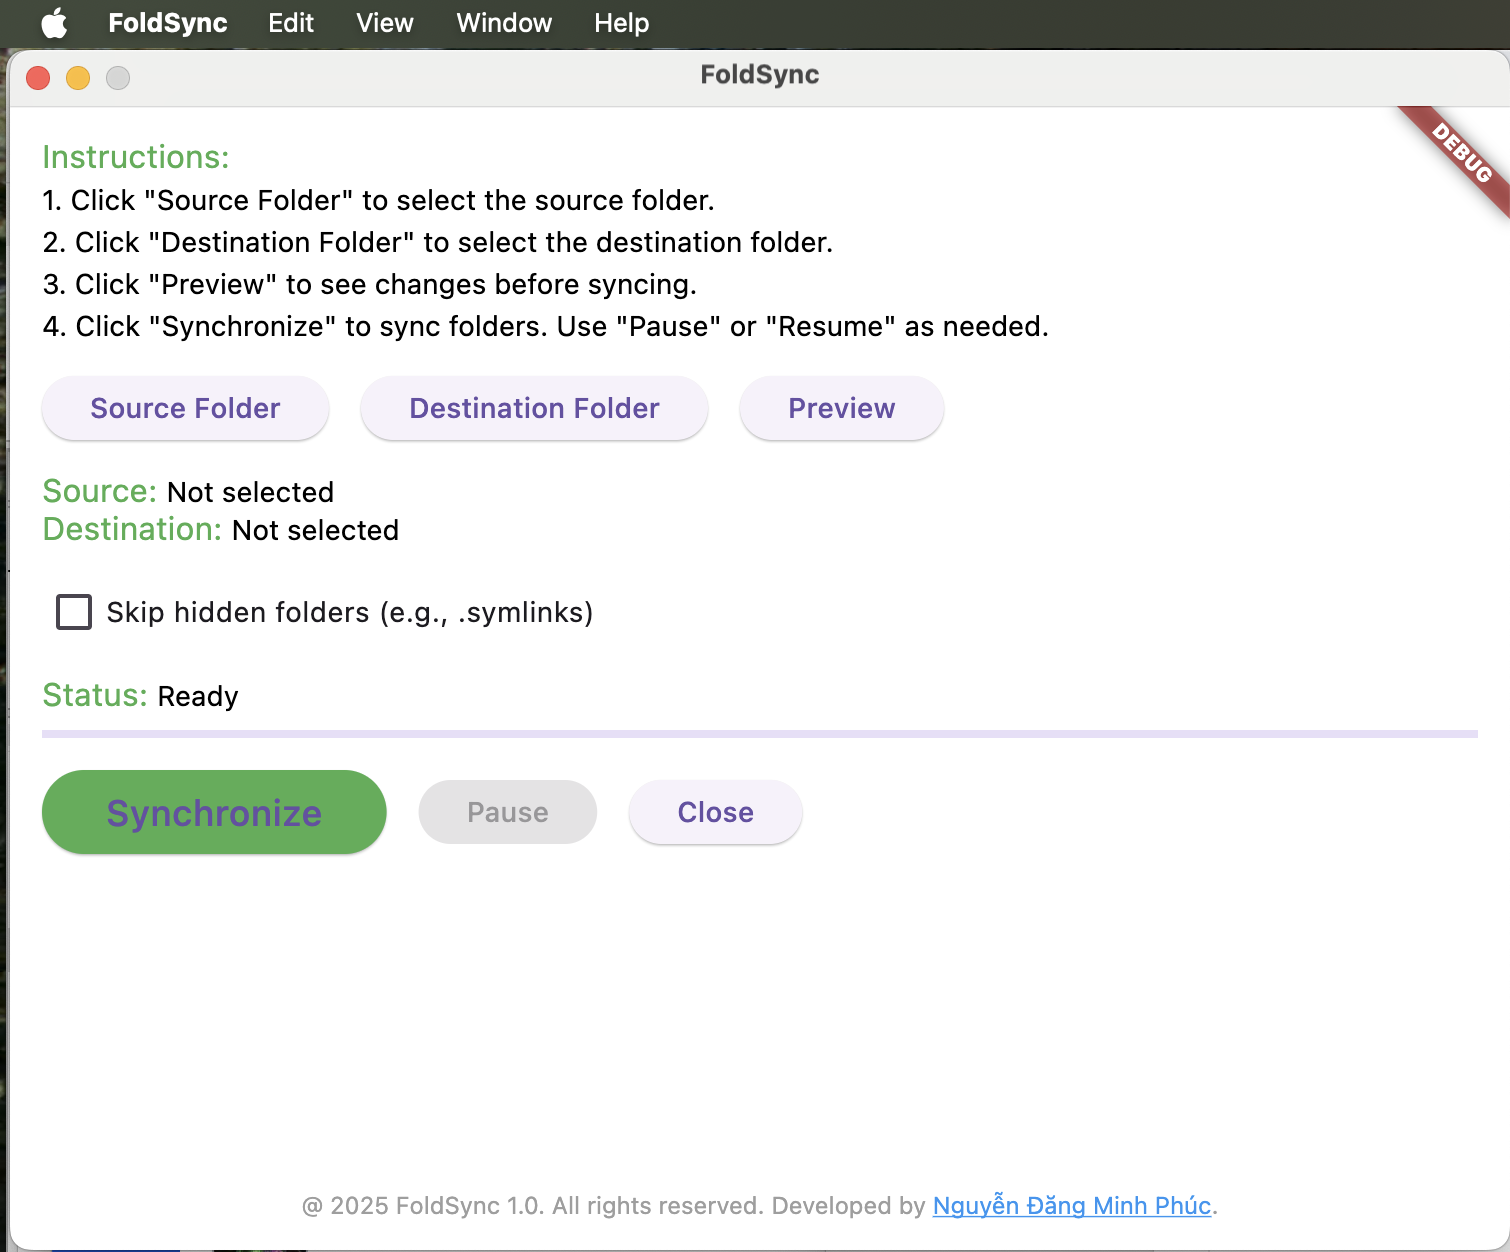 FoldSync Edit View Window Help
FoldSync
DEBUG
Instructions:
1. Click "Source Folder" to select the source folder.
2. Click "Destination Folder" to select the destination folder.
3. Click "Preview" to see changes before syncing.
4. Click "Synchronize" to sync folders. Use "Pause" or "Resume" as needed.
Source Folder Destination Folder Preview
Source: Not selected
Destination: Not selected
Skip hidden folders (e.g., .symlinks)
Status: Ready
Synchronize Pause Close
@ 2025 FoldSync 1.0. All rights reserved. Developed by Nguyễn Đăng Minh Phúc.